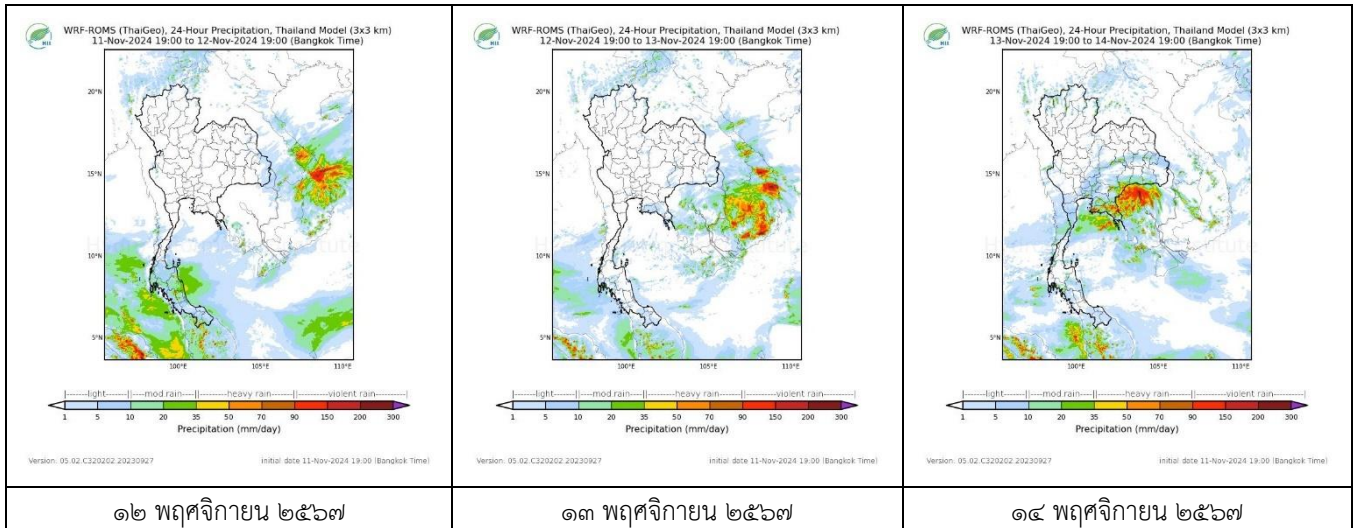 WRF-ROMS (ThaiGeo), 24-Hour Precipitation, Thailand Model (3x3 km)
11-Nov-2024 19:00 to 12-Nov-2024 19:00 (Bangkok Time)
20°N
15°N
10°N
5°N
100°E 105°E 110°E
light mod.rain heavy rain violent rain
1 5 10 20 35 50 70 90 150 200 300
Precipitation (mm/day)
Version: 05.02.C320202.20230927 initial date 11-Nov-2024 19:00 (Bangkok Time)
๑๒ พฤศจิกายน ๒๕๖๗
WRF-ROMS (ThaiGeo), 24-Hour Precipitation, Thailand Model (3x3 km)
12-Nov-2024 19:00 to 13-Nov-2024 19:00 (Bangkok Time)
20°N
15°N
10°N
5°N
100°E 105°E 110°E
light mod.rain heavy rain violent rain
1 5 10 20 35 50 70 90 150 200 300
Precipitation (mm/day)
Version: 05.02.C320202.20230927 initial date 11-Nov-2024 19:00 (Bangkok Time)
๑๓ พฤศจิกายน ๒๕๖๗
WRF-ROMS (ThaiGeo), 24-Hour Precipitation, Thailand Model (3x3 km)
13-Nov-2024 19:00 to 14-Nov-2024 19:00 (Bangkok Time)
20°N
15°N
10°N
5°N
100°E 105°E 110°E
light mod.rain heavy rain violent rain
1 5 10 20 35 50 70 90 150 200 300
Precipitation (mm/day)
Version: 05.02.C320202.20230927 initial date 11-Nov-2024 19:00 (Bangkok Time)
๑๔ พฤศจิกายน ๒๕๖๗